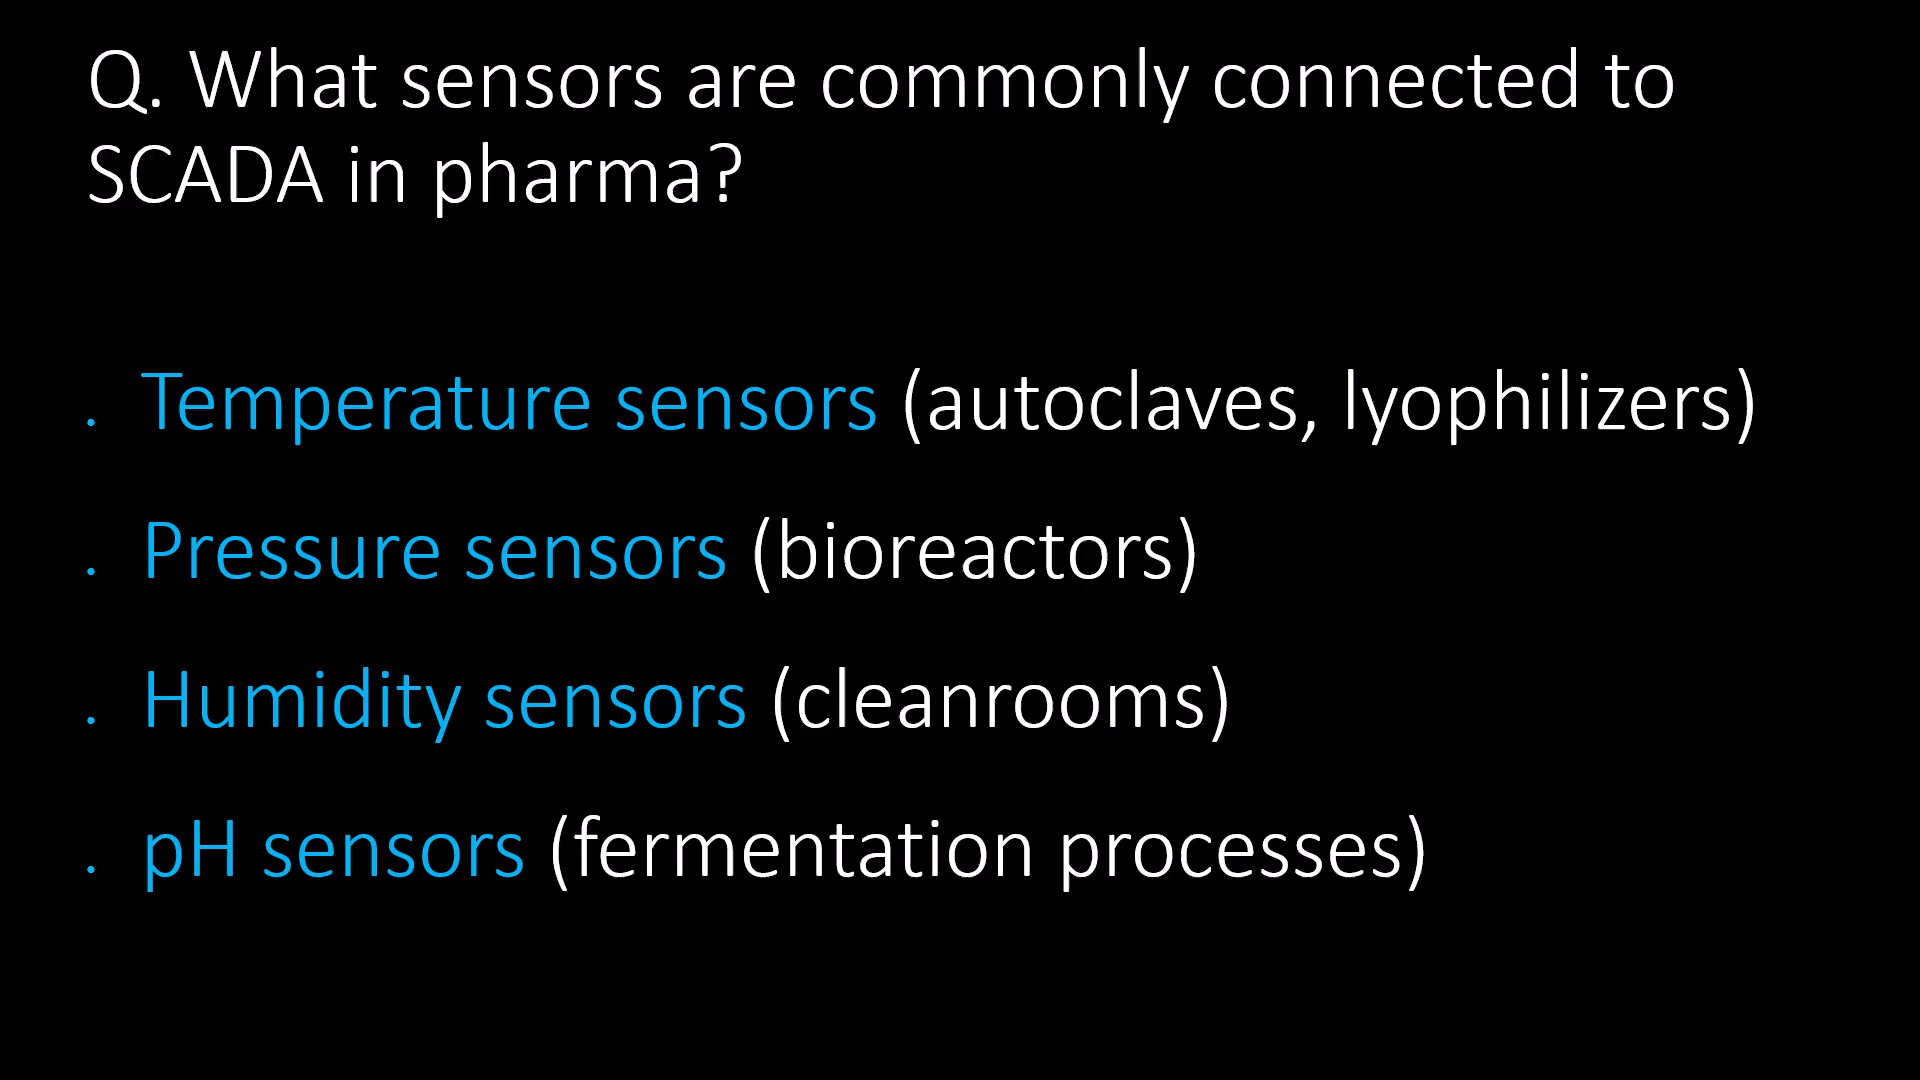 Q. What sensors are commonly connected to
SCADA in pharma?
• Temperature sensors (autoclaves, lyophilizers)
• Pressure sensors (bioreactors)
• Humidity sensors (cleanrooms)
• pH sensors (fermentation processes)